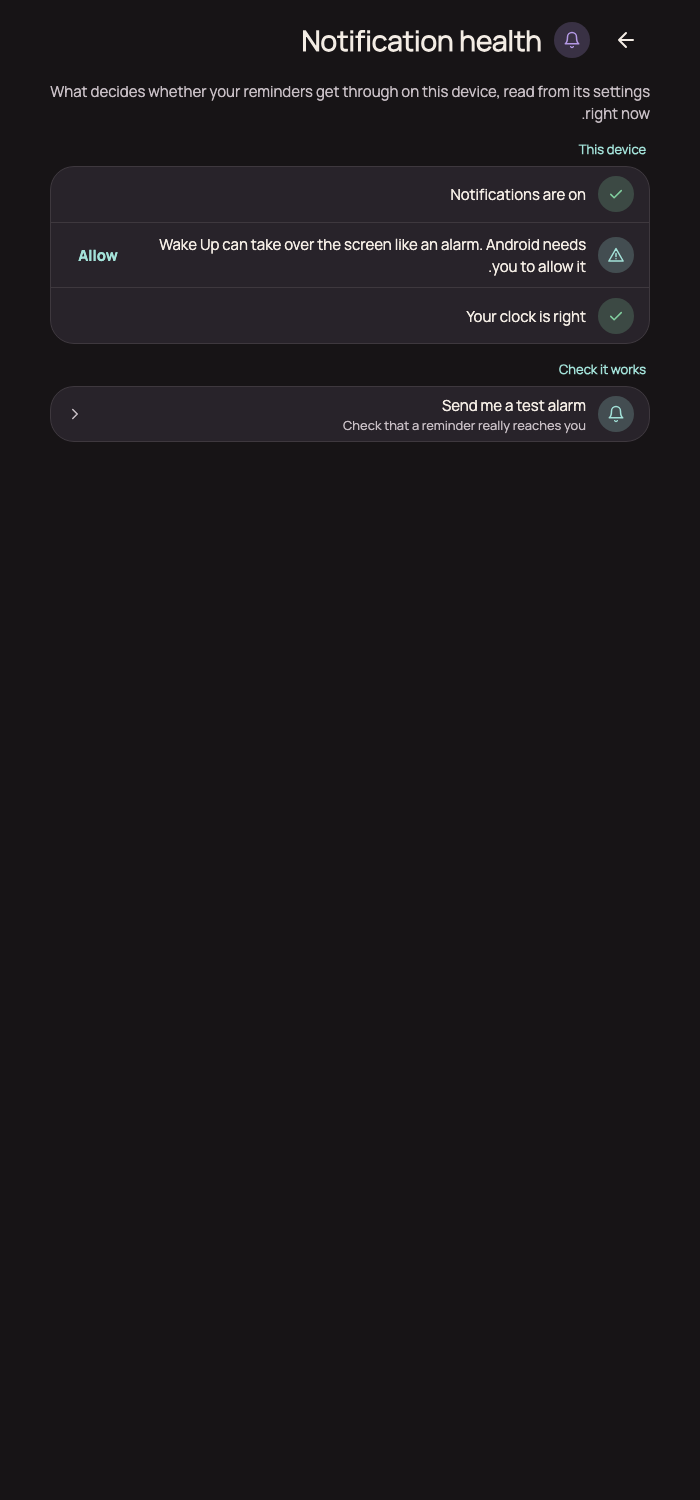 Notification health
What decides whether your reminders get through on this device, read from its settings
.right now
This device
Notifications are on
Wake Up can take over the screen like an alarm. Android needs
.you to allow it
Allow
Your clock is right
Check it works
Send me a test alarm
Check that a reminder really reaches you